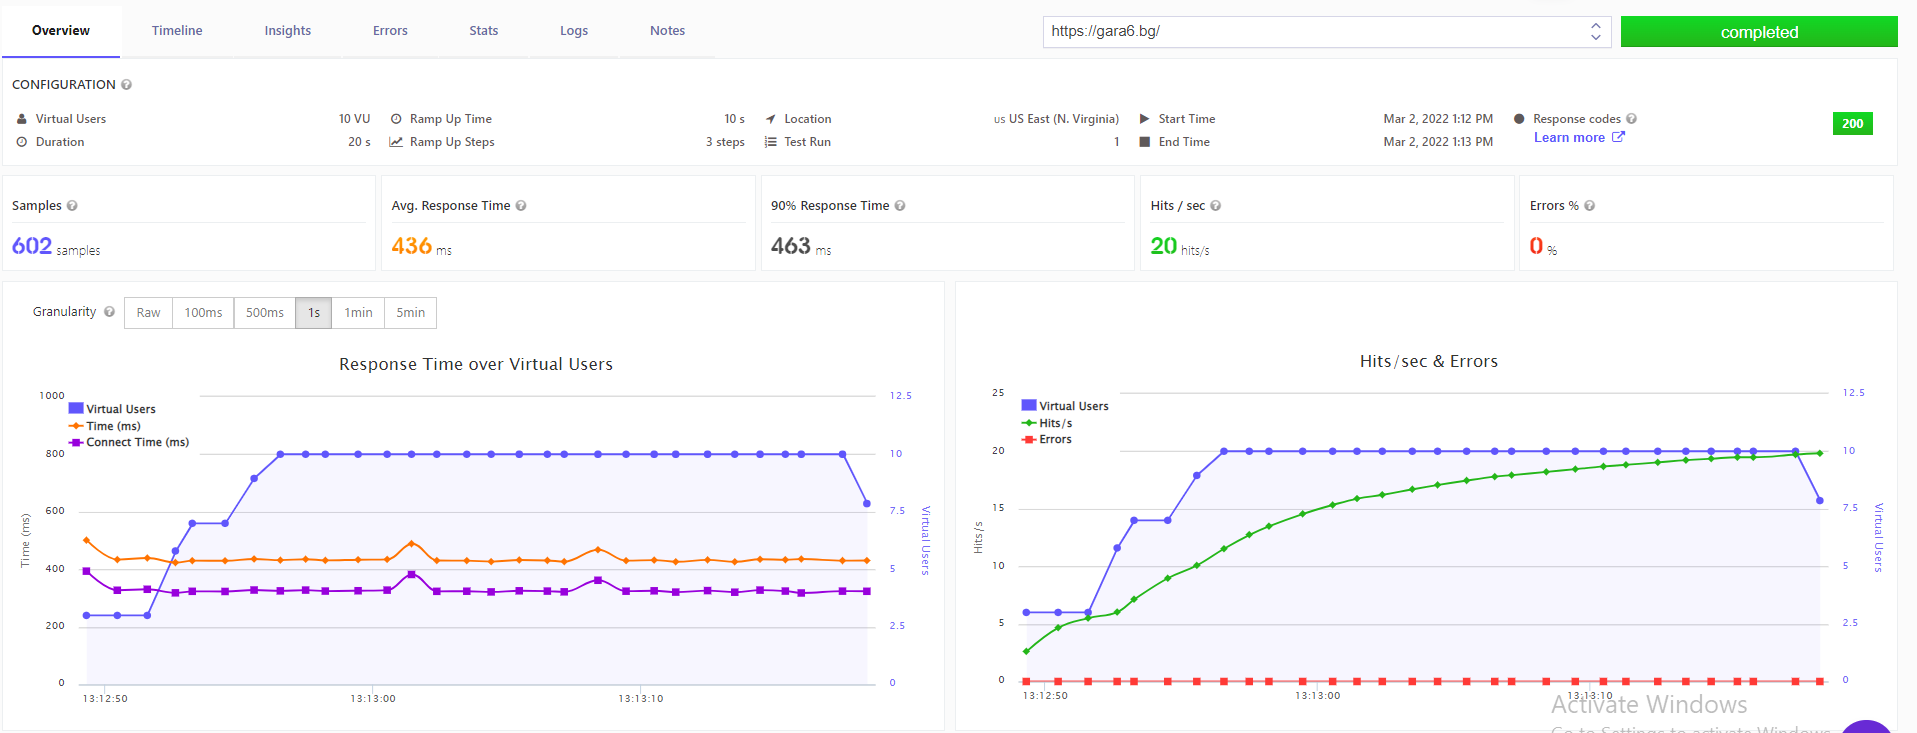 Overview Timeline Insights Errors Stats Logs Notes https://gara6.bg/ completed
CONFIGURATION
Virtual Users 10 VU Ramp Up Time 10 s Location us US East (N. Virginia) Start Time Mar 2, 2022 1:12 PM Response codes 200
Duration 20 s Ramp Up Steps 3 steps Test Run 1 End Time Mar 2, 2022 1:13 PM Learn more
Samples Avg. Response Time 90% Response Time Hits / sec Errors %
602 samples 436 ms 463 ms 20 hits/s 0 %
Granularity Raw 100ms 500ms 1s 1min 5min
Response Time over Virtual Users
1000 12.5
Virtual Users
Time (ms)
Connect Time (ms)
800 10
600 7.5
400 5
200 2.5
0 0
Time (ms)
Virtual Users
13:12:50 13:13:00 13:13:10
Hits/sec & Errors
25 12.5
Virtual Users
Hits/s
Errors
20 10
15 7.5
10 5
5 2.5
0 0
Hits/s
Virtual Users
13:12:50 13:13:00 13:13:10
Activate Windows
Go to Settings to activate Windows.